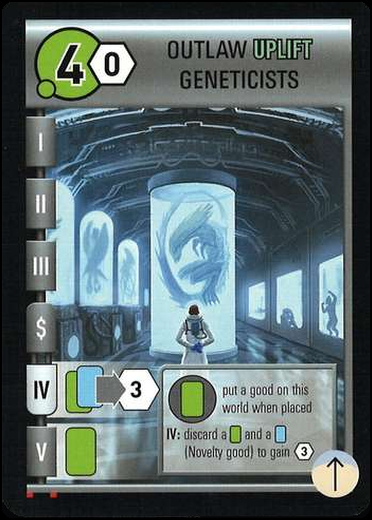 4 0
OUTLAW UPLIFT
GENETICISTS
I
II
III
$
IV 3
put a good on this
world when placed
IV: discard a and a
(Novelty good) to gain 3
V